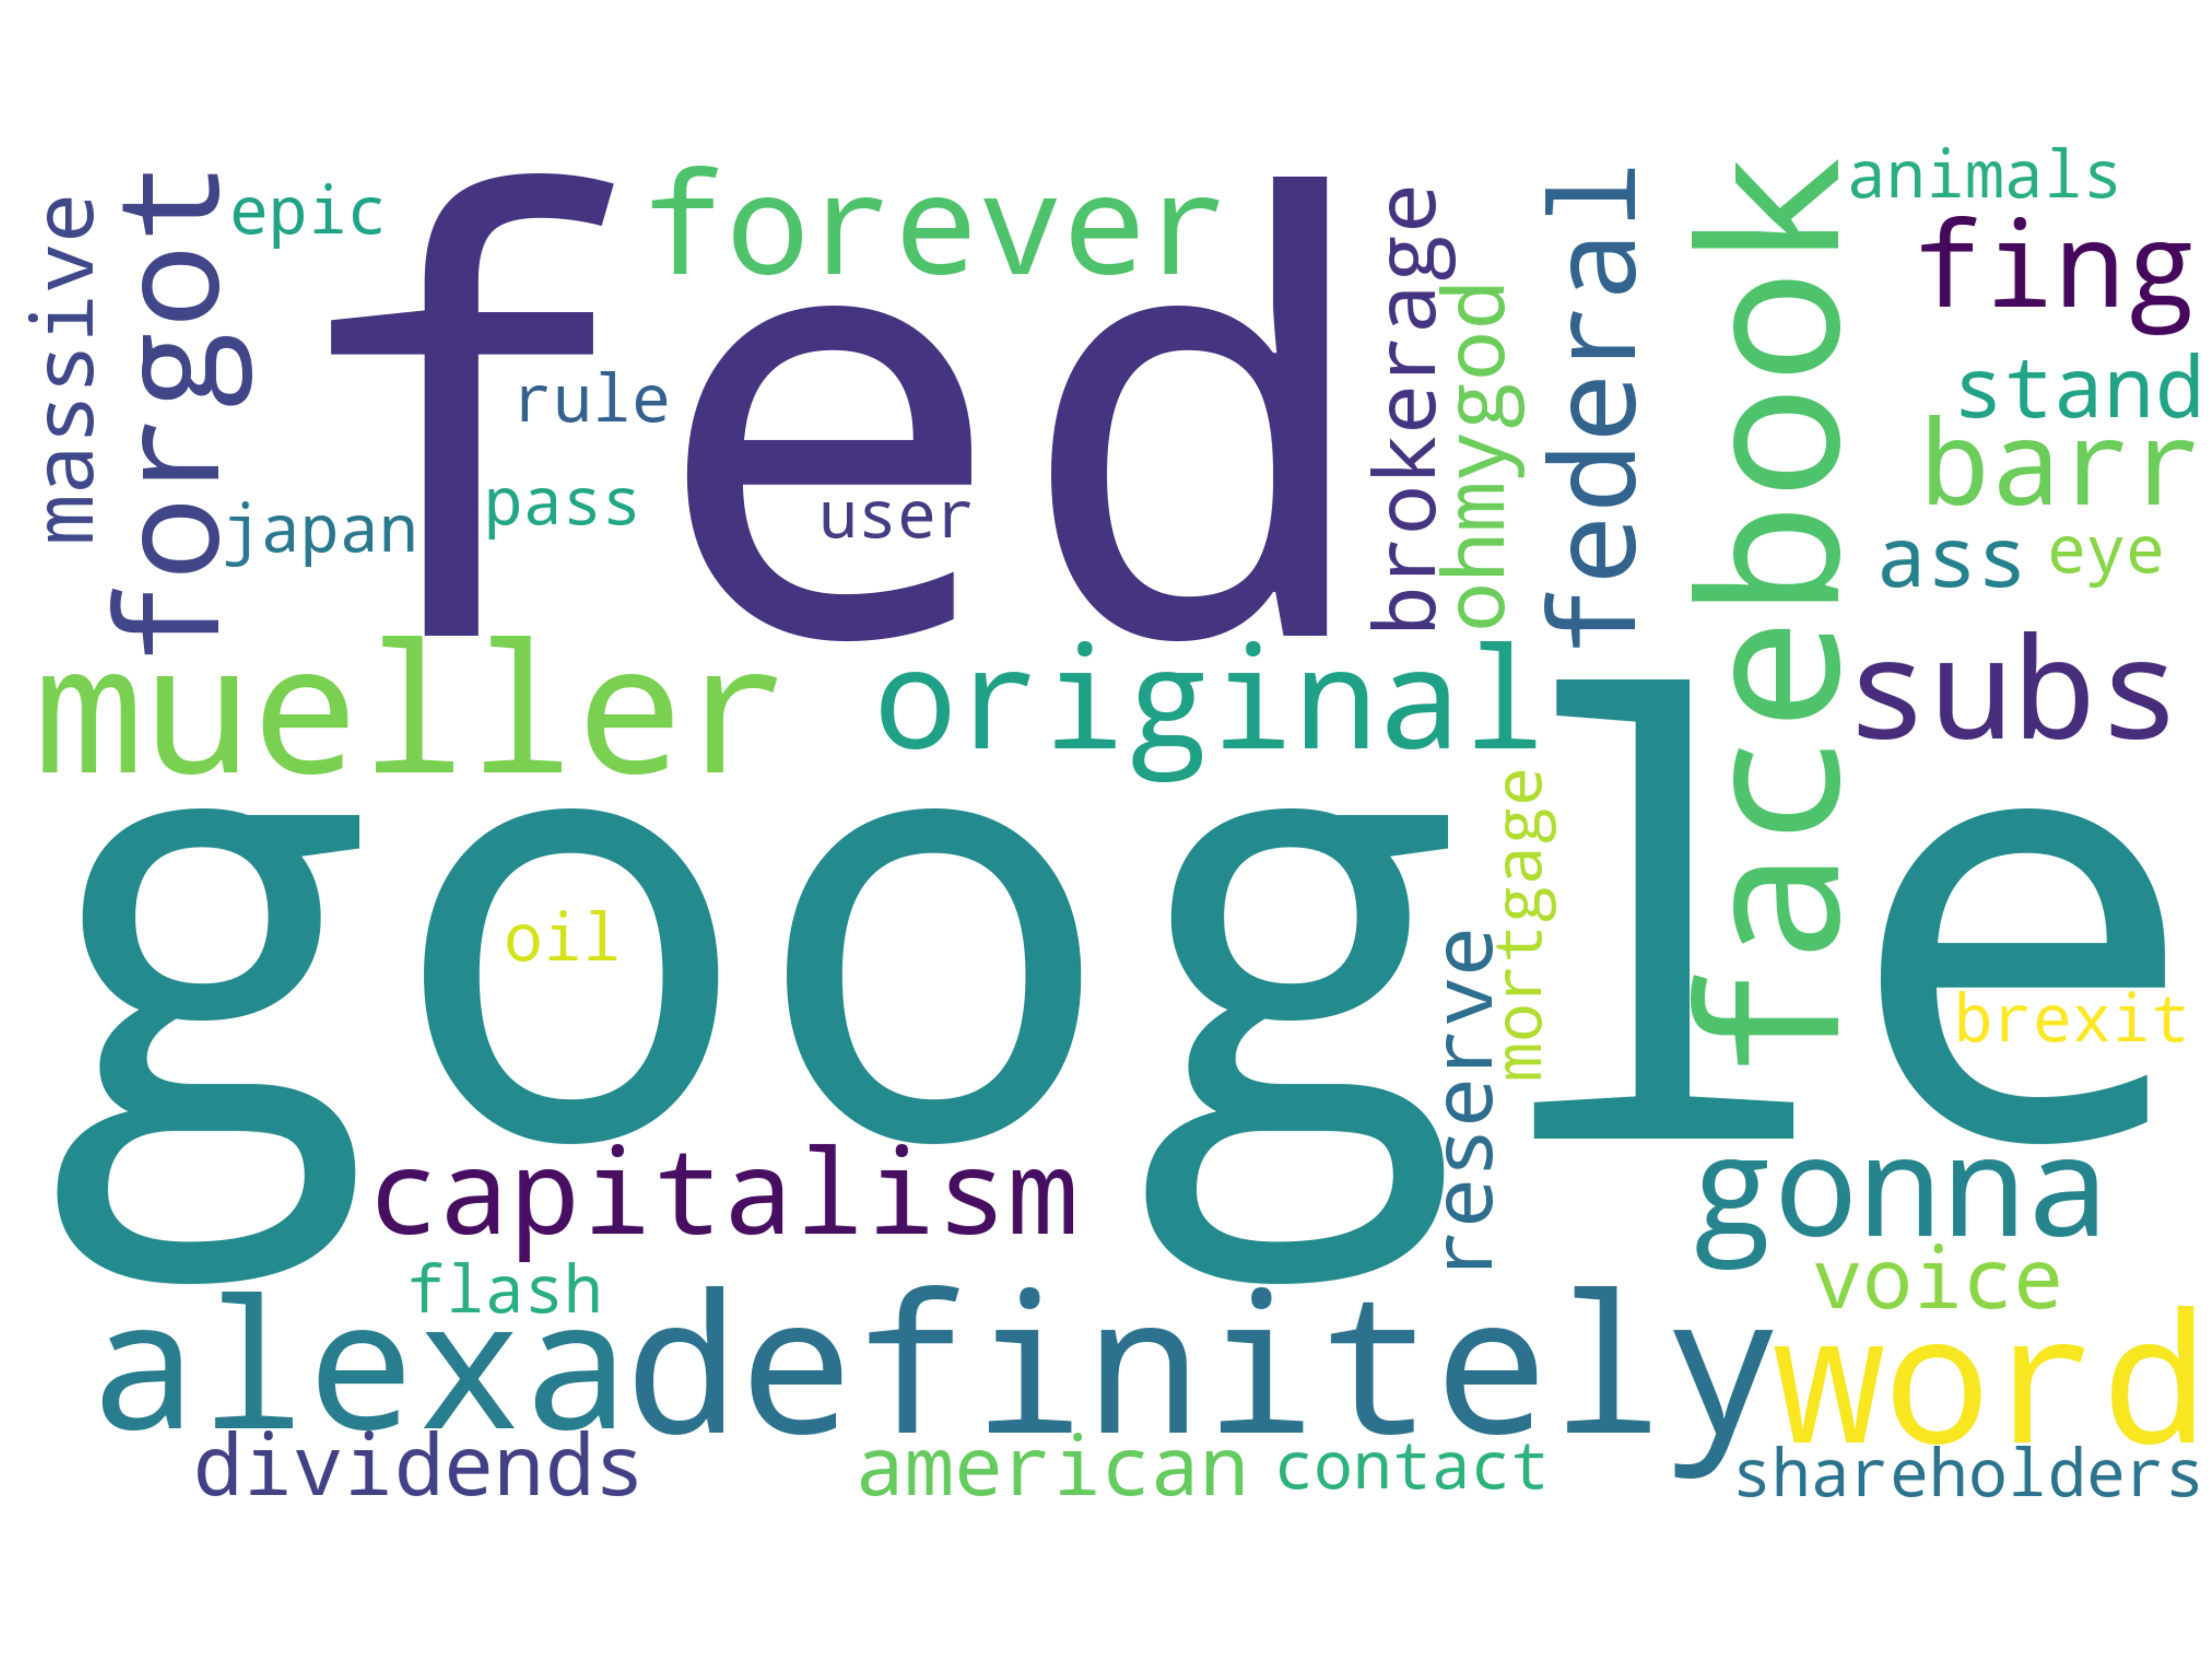 massive
forgot
epic
fed
forever
rule
japan
pass
user
brokerage
ohmygod
federal
facebook
animals
fing
stand
barr
ass
eye
mueller
original
subs
google
oil
mortgage
reserve
brexit
capitalism
gonna
flash
voice
alexa
definitely
word
dividends
american
contact
shareholders